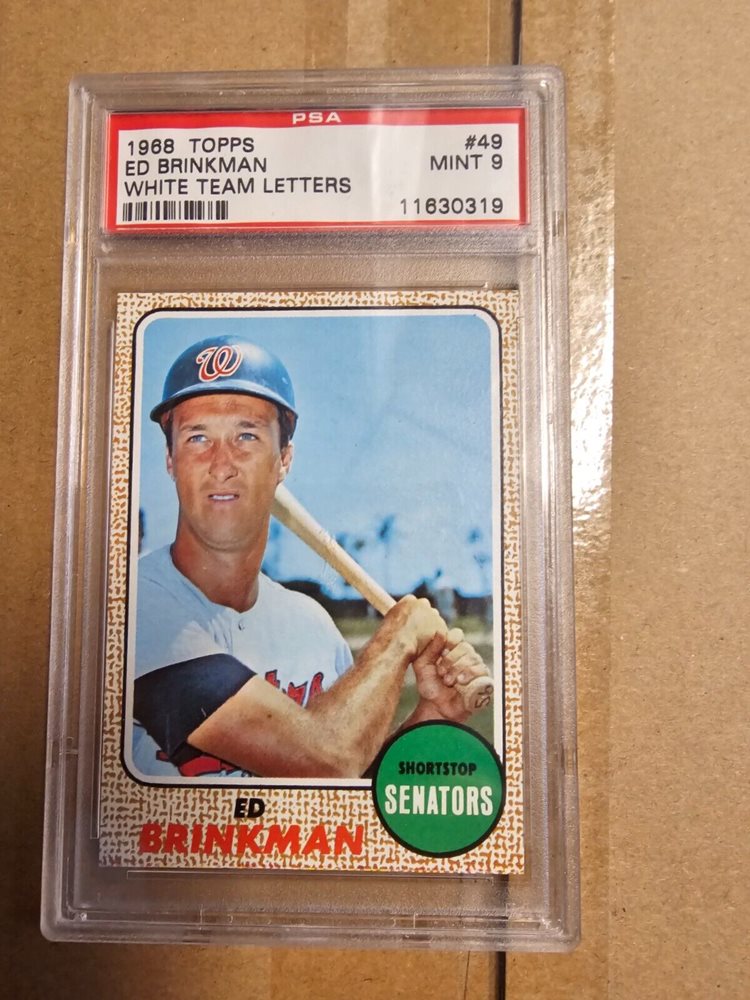 PSA
1968 TOPPS #49
ED BRINKMAN MINT 9
WHITE TEAM LETTERS
11630319
W
SHORTSTOP
SENATORS
ED
BRINKMAN